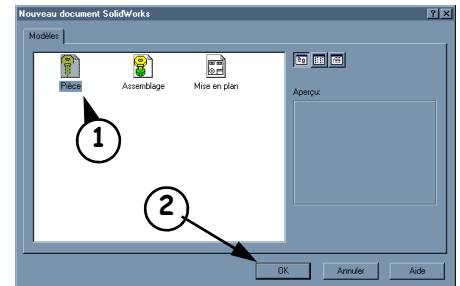 Nouveau document SolidWorks
Modèles
Pièce
Assemblage
Mise en plan
Aperçu:
1
2
OK
Annuler
Aide